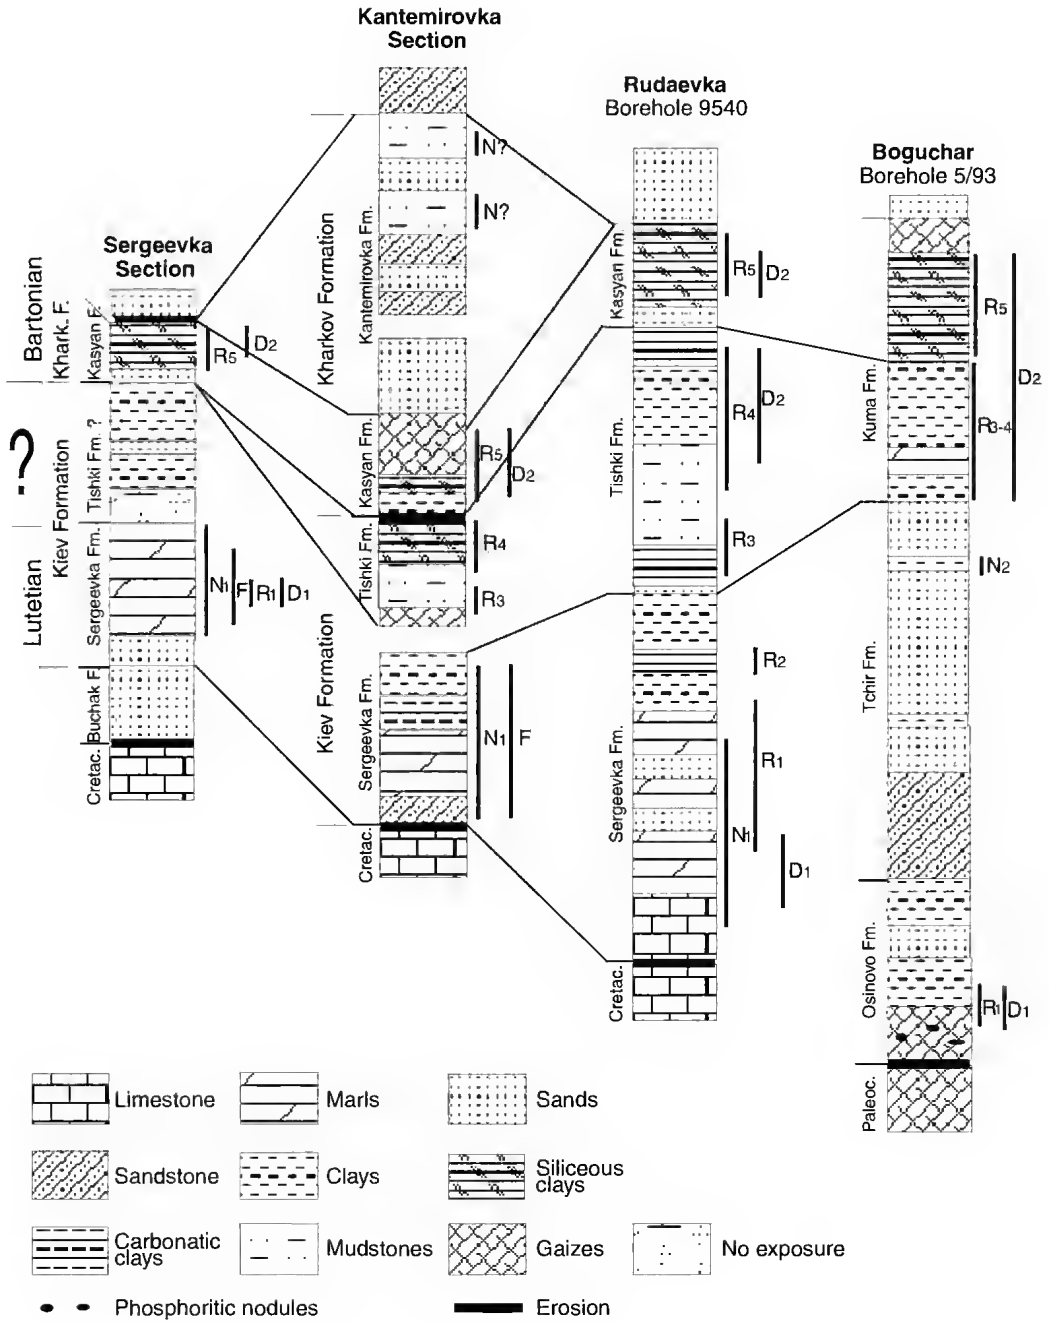 Kantemirovka
Section
Rudaevka
Borehole 9540
Boguchar
Borehole 5/93
Sergeevka
Section
Bartonian
Khark. F.
Kasyan F.
R5
D2
?
Kiev Formation
Tishki Fm. ?
Lutetian
Sergeevka Fm.
N1
F
R1
D1
Buchak F.
Cretac.
Kharkov Formation
Kantemirovka Fm.
N?
N?
Kasyan Fm.
R5
D2
Tishki Fm.
R4
R3
Kiev Formation
Sergeevka Fm.
N1
F
Cretac.
Kasyan Fm.
R5
D2
Tishki Fm.
R4
D2
R3
Sergeevka Fm.
R2
R1
N1
D1
Cretac.
Kuma Fm.
R5
D2
R3-4
Tchir Fm.
N2
Osinovo Fm.
R1
D1
Paleoc.
Limestone
Marls
Sands
Sandstone
Clays
Siliceous
clays
Carbonatic
clays
Mudstones
Gaizes
No exposure
Phosphoritic nodules
Erosion